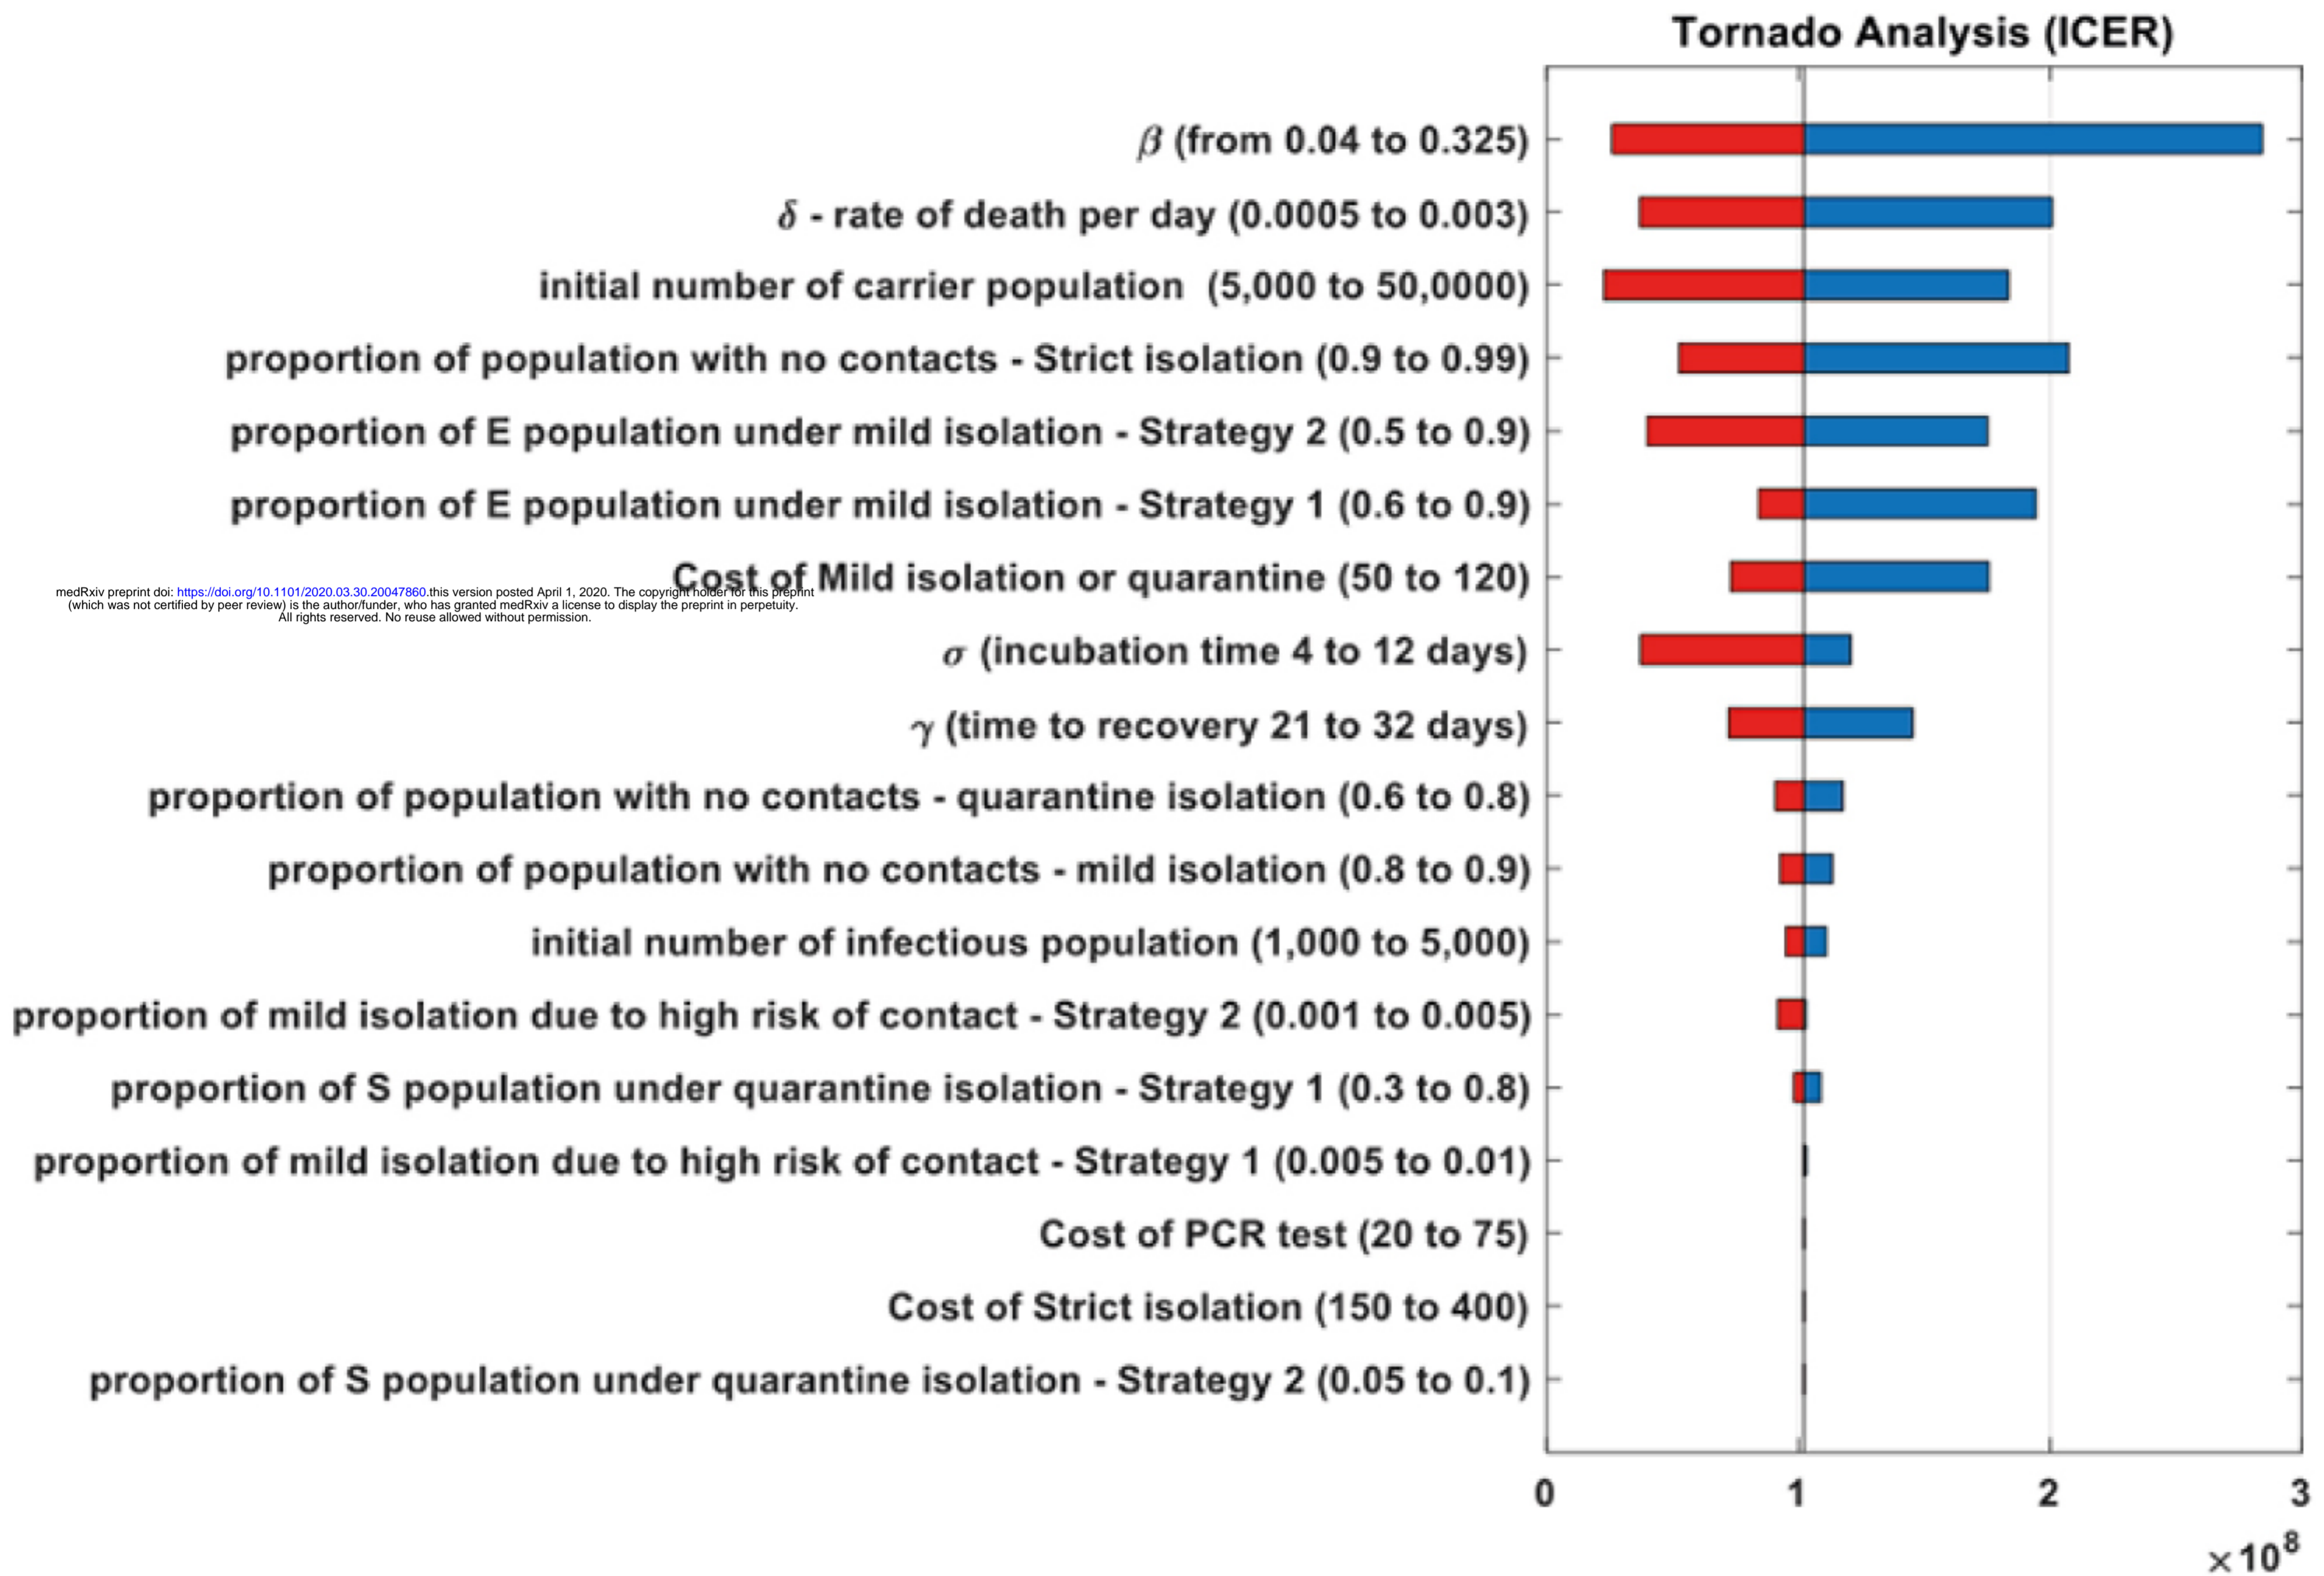 Tornado Analysis (ICER)
β (from 0.04 to 0.325)
δ - rate of death per day (0.0005 to 0.003)
initial number of carrier population (5,000 to 50,0000)
proportion of population with no contacts - Strict isolation (0.9 to 0.99)
proportion of E population under mild isolation - Strategy 2 (0.5 to 0.9)
proportion of E population under mild isolation - Strategy 1 (0.6 to 0.9)
Cost of Mild isolation or quarantine (50 to 120)
medRxiv preprint doi: https://doi.org/10.1101/2020.03.30.20047860.this version posted April 1, 2020. The copyright holder for this preprint
(which was not certified by peer review) is the author/funder, who has granted medRxiv a license to display the preprint in perpetuity.
All rights reserved. No reuse allowed without permission.
σ (incubation time 4 to 12 days)
γ (time to recovery 21 to 32 days)
proportion of population with no contacts - quarantine isolation (0.6 to 0.8)
proportion of population with no contacts - mild isolation (0.8 to 0.9)
initial number of infectious population (1,000 to 5,000)
proportion of mild isolation due to high risk of contact - Strategy 2 (0.001 to 0.005)
proportion of S population under quarantine isolation - Strategy 1 (0.3 to 0.8)
proportion of mild isolation due to high risk of contact - Strategy 1 (0.005 to 0.01)
Cost of PCR test (20 to 75)
Cost of Strict isolation (150 to 400)
proportion of S population under quarantine isolation - Strategy 2 (0.05 to 0.1)
0 1 2 3
×10⁸